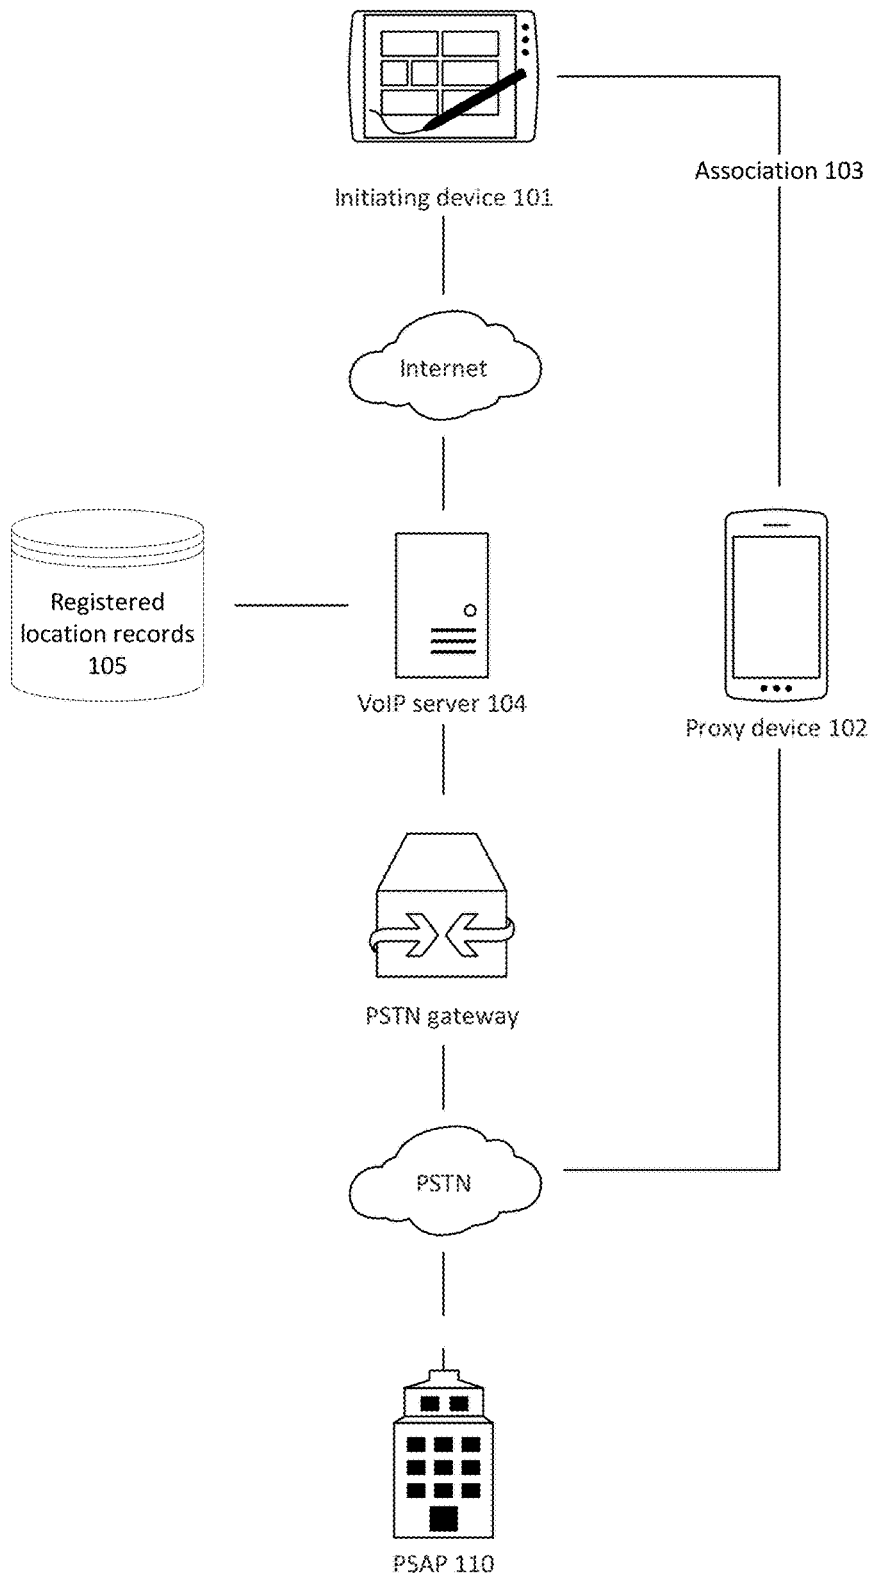 Association 103
Initiating device 101
Internet
Registered
location records
105
VoIP server 104
Proxy device 102
PSTN gateway
PSTN
PSAP 110